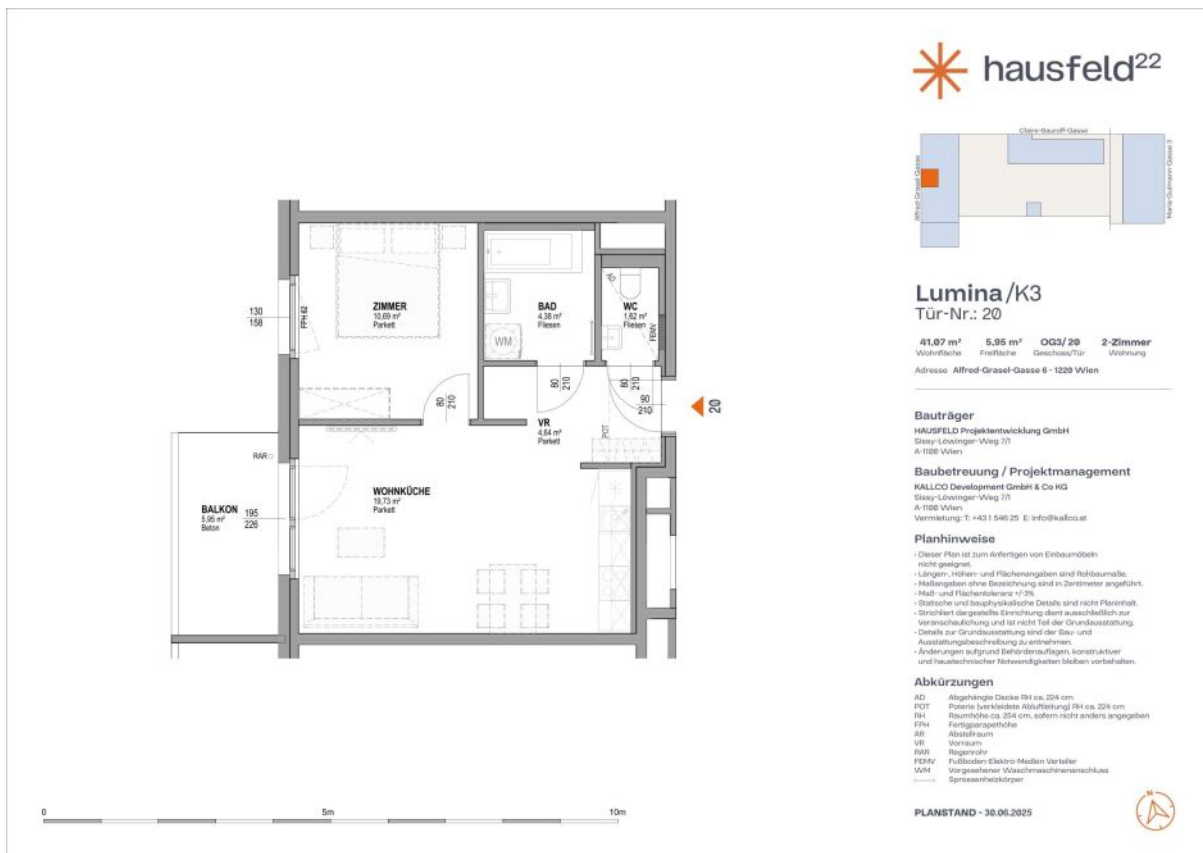 hausfeld²²
Claire-Bauroff-Gasse
Alfred-Grasel-Gasse
Maria-Gutmann-Gasse 3
Lumina/K3
Tür-Nr.: 20
41,07 m² 5,95 m² OG3/ 20 2-Zimmer
Wohnfläche Freifläche Geschoss/Tür Wohnung
Adresse Alfred-Grasel-Gasse 6 · 1220 Wien
Bauträger
HAUSFELD Projektentwicklung GmbH
Sissy-Löwinger-Weg 7/1
A-1100 Wien
Baubetreuung / Projektmanagement
KALLCO Development GmbH & Co KG
Sissy-Löwinger-Weg 7/1
A-1100 Wien
Vermietung: T: +43 1 546 25 E: info@kallco.at
Planhinweise
· Dieser Plan ist zum Anfertigen von Einbaumöbeln
nicht geeignet.
· Längen-, Höhen- und Flächenangaben sind Rohbaumaße.
· Maßangaben ohne Bezeichnung sind in Zentimeter angeführt.
· Maß- und Flächentoleranz +/-3%
· Statische und bauphysikalische Details sind nicht Planinhalt.
· Strichliert dargestellte Einrichtung dient ausschließlich zur
Veranschaulichung und ist nicht Teil der Grundausstattung.
· Details zur Grundausstattung sind der Bau- und
Ausstattungsbeschreibung zu entnehmen.
· Änderungen aufgrund Behördenauflagen, konstruktiver
und haustechnischer Notwendigkeiten bleiben vorbehalten.
Abkürzungen
AD Abgehängte Decke RH ca. 224 cm
POT Poterie (verkleidete Abluftleitung) RH ca. 224 cm
RH Raumhöhe ca. 254 cm, sofern nicht anders angegeben
FPH Fertigparapethöhe
AR Abstellraum
VR Vorraum
RAR Regenrohr
FEMV Fußboden-Elektro-Medien Verteiler
WM Vorgesehener Waschmaschinenanschluss
Sprossenheizkörper
PLANSTAND - 30.06.2025
N
ZIMMER
10,69 m²
Parkett
130
158
FPH 62
BAD
4,38 m²
Fliesen
WM
AD
WC
1,62 m²
Fliesen
FEMV
80
210
80
210
80
210
90
210
20
VR
4,64 m²
Parkett
POT
RAR
WOHNKÜCHE
19,73 m²
Parkett
BALKON
5,95 m²
Beton
195
226
0 5m 10m